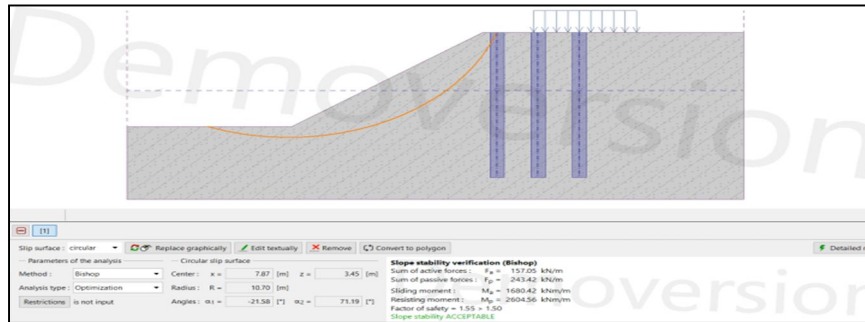 Demoversion
[1]
Slip surface : circular Replace graphically Edit textually Remove Convert to polygon Detailed
Parameters of the analysis Circular slip surface Slope stability verification (Bishop)
Method : Bishop Center : x = 7.87 [m] z = 3.45 [m] Sum of active forces : Fa = 157.05 kN/m
Sum of passive forces : Fp = 243.42 kN/m
Analysis type : Optimization Radius : R = 10.70 [m] Sliding moment : Ma = 1680.42 kNm/m
Resisting moment : Mp = 2604.56 kNm/m
Restrictions is not input Angles : α1 = -21.58 [°] α2 = 71.19 [°] Factor of safety = 1.55 > 1.50
Slope stability ACCEPTABLE
Demoversion